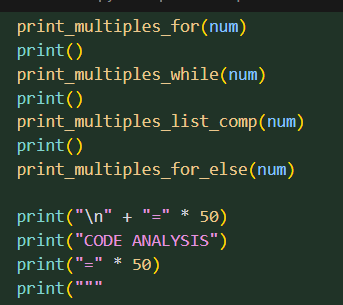 print_multiples_for(num)
print()
print_multiples_while(num)
print()
print_multiples_list_comp(num)
print()
print_multiples_for_else(num)
print("\n" + "=" * 50)
print("CODE ANALYSIS")
print("=" * 50)
print("""